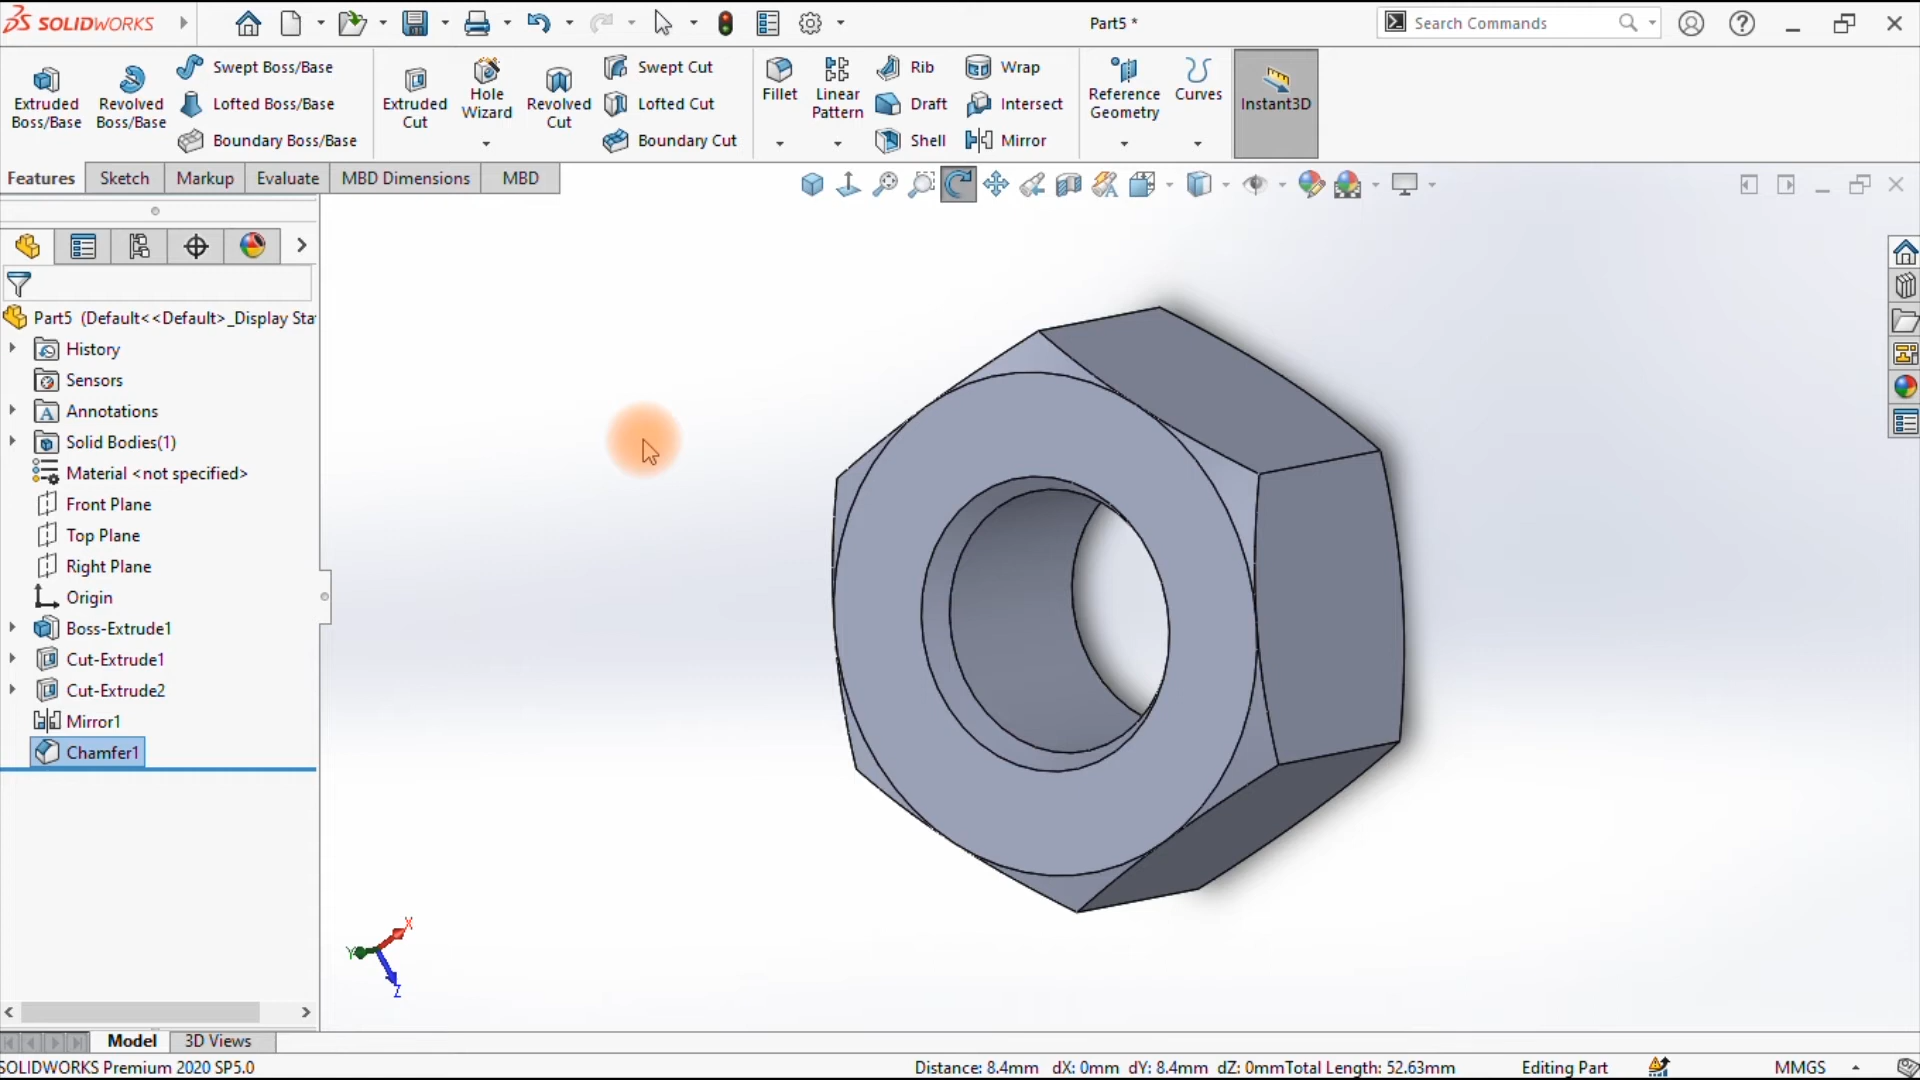 SOLIDWORKS
Part5 *
Search Commands
Extruded Boss/Base
Revolved Boss/Base
Swept Boss/Base
Lofted Boss/Base
Boundary Boss/Base
Extruded Cut
Hole Wizard
Revolved Cut
Swept Cut
Lofted Cut
Boundary Cut
Fillet
Linear Pattern
Rib
Draft
Shell
Wrap
Intersect
Mirror
Reference Geometry
Curves
Instant3D
Features
Sketch
Markup
Evaluate
MBD Dimensions
MBD
Part5 (Default<<Default>_Display Sta
History
Sensors
Annotations
Solid Bodies(1)
Material <not specified>
Front Plane
Top Plane
Right Plane
Origin
Boss-Extrude1
Cut-Extrude1
Cut-Extrude2
Mirror1
Chamfer1
X
Y
Z
Model
3D Views
SOLIDWORKS Premium 2020 SP5.0
Distance: 8.4mm dX: 0mm dY: 8.4mm dZ: 0mmTotal Length: 52.63mm
Editing Part
MMGS